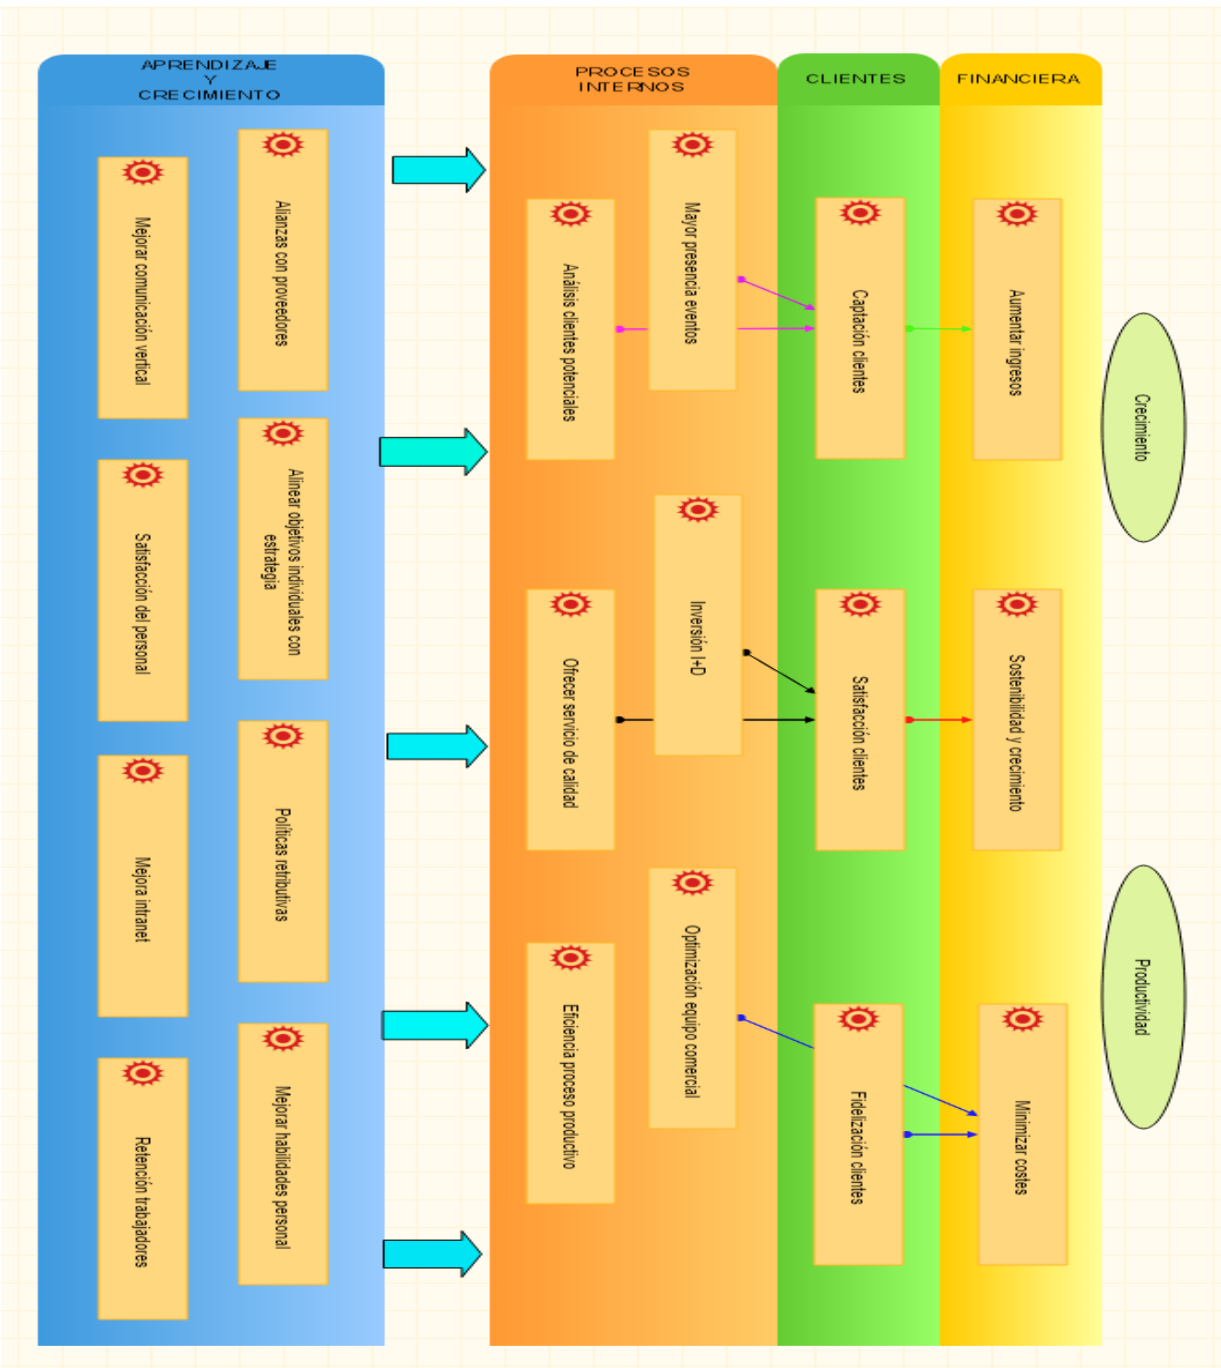 APRENDIZAJE
Y
CRECIMIENTO
Alianzas con proveedores
Mejorar comunicación vertical
Alinear objetivos individuales con
estrategia
Satisfacción del personal
Políticas retributivas
Mejora intranet
Mejorar habilidades personal
Retención trabajadores
PROCESOS
INTERNOS
Mayor presencia eventos
Análisis clientes potenciales
Inversión I+D
Ofrecer servicio de calidad
Optimización equipo comercial
Eficiencia proceso productivo
CLIENTES
Captación clientes
Satisfacción clientes
Fidelización clientes
FINANCIERA
Aumentar ingresos
Sostenibilidad y crecimiento
Minimizar costes
Crecimiento
Productividad